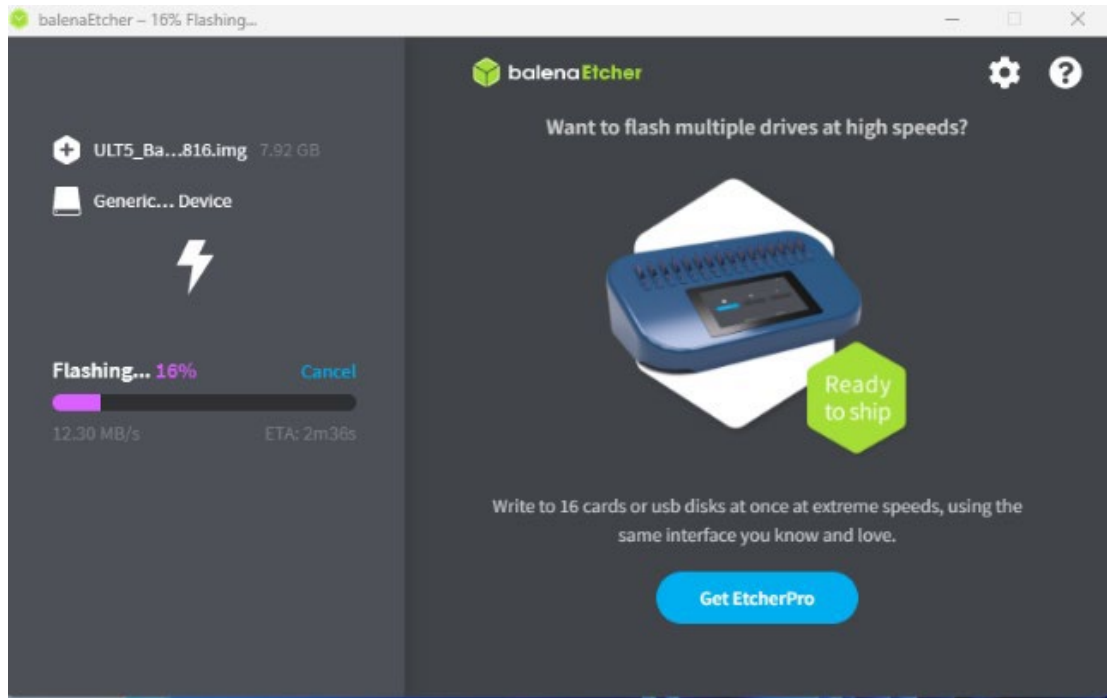 balenaEtcher – 16% Flashing...
balenaEtcher
Want to flash multiple drives at high speeds?
ULT5_Ba...816.img 7.92 GB
Generic... Device
Flashing... 16% Cancel
12.30 MB/s ETA: 2m36s
Ready
to ship
Write to 16 cards or usb disks at once at extreme speeds, using the
same interface you know and love.
Get EtcherPro